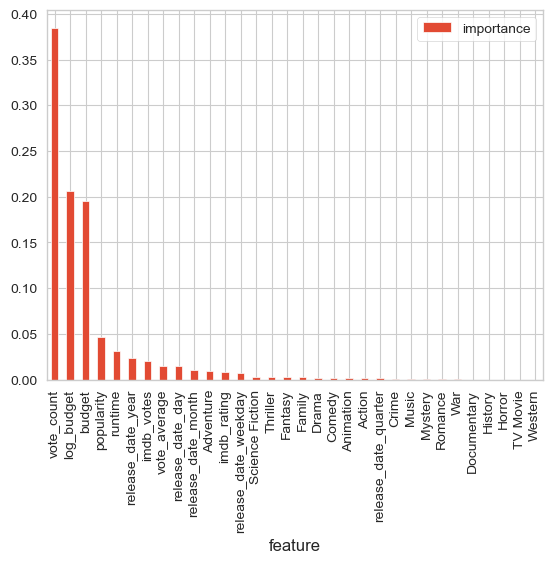 importance
0.40
0.35
0.30
0.25
0.20
0.15
0.10
0.05
0.00
vote_count
log_budget
budget
popularity
runtime
release_date_year
imdb_votes
vote_average
release_date_day
release_date_month
Adventure
imdb_rating
release_date_weekday
Science Fiction
Thriller
Fantasy
Family
Drama
Comedy
Animation
Action
release_date_quarter
Crime
Music
Mystery
Romance
War
Documentary
History
Horror
TV Movie
Western
feature